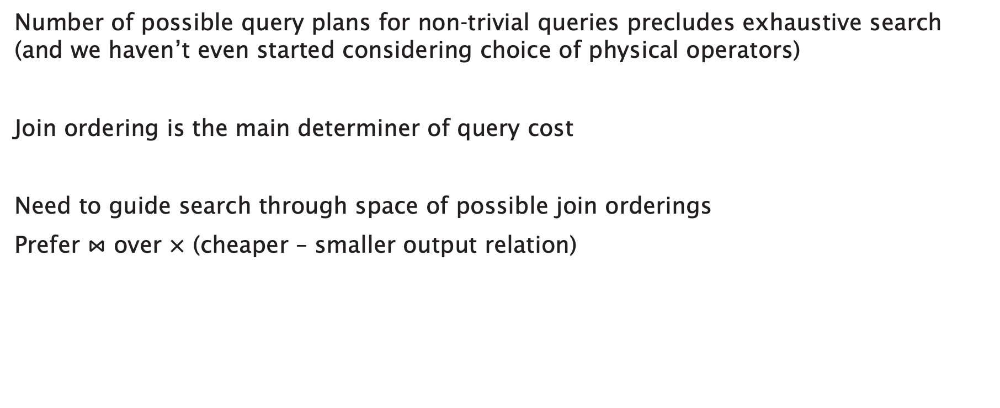 Number of possible query plans for non-trivial queries precludes exhaustive search
(and we haven’t even started considering choice of physical operators)
Join ordering is the main determiner of query cost
Need to guide search through space of possible join orderings
Prefer ⋈ over × (cheaper – smaller output relation)